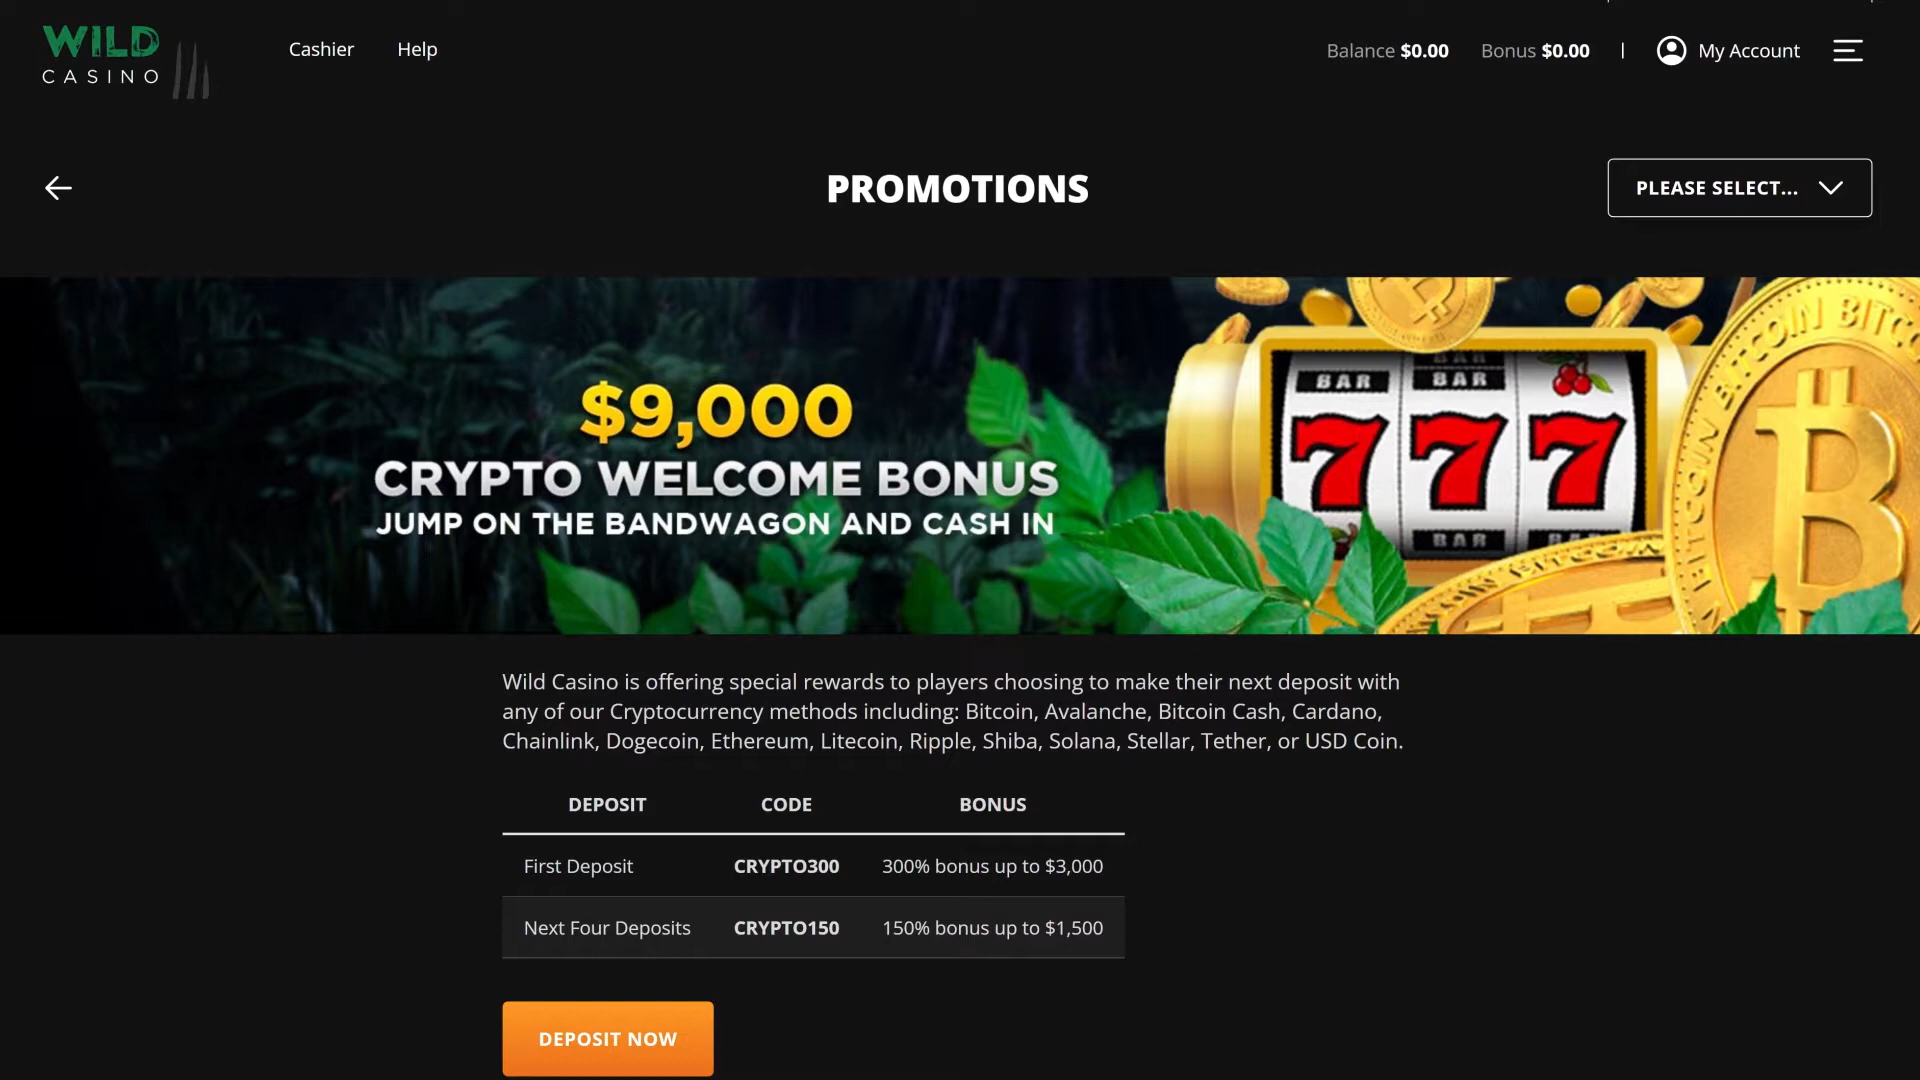 WILD
CASINO
Cashier
Help
Balance $0.00
Bonus $0.00
|
My Account
PROMOTIONS
PLEASE SELECT...
$9,000
CRYPTO WELCOME BONUS
JUMP ON THE BANDWAGON AND CASH IN
BAR BAR
BAR
7 7 7
BAR BAR
BITCOIN BITC
BITCOIN
Wild Casino is offering special rewards to players choosing to make their next deposit with
any of our Cryptocurrency methods including: Bitcoin, Avalanche, Bitcoin Cash, Cardano,
Chainlink, Dogecoin, Ethereum, Litecoin, Ripple, Shiba, Solana, Stellar, Tether, or USD Coin.
DEPOSIT CODE BONUS
First Deposit CRYPTO300 300% bonus up to $3,000
Next Four Deposits CRYPTO150 150% bonus up to $1,500
DEPOSIT NOW